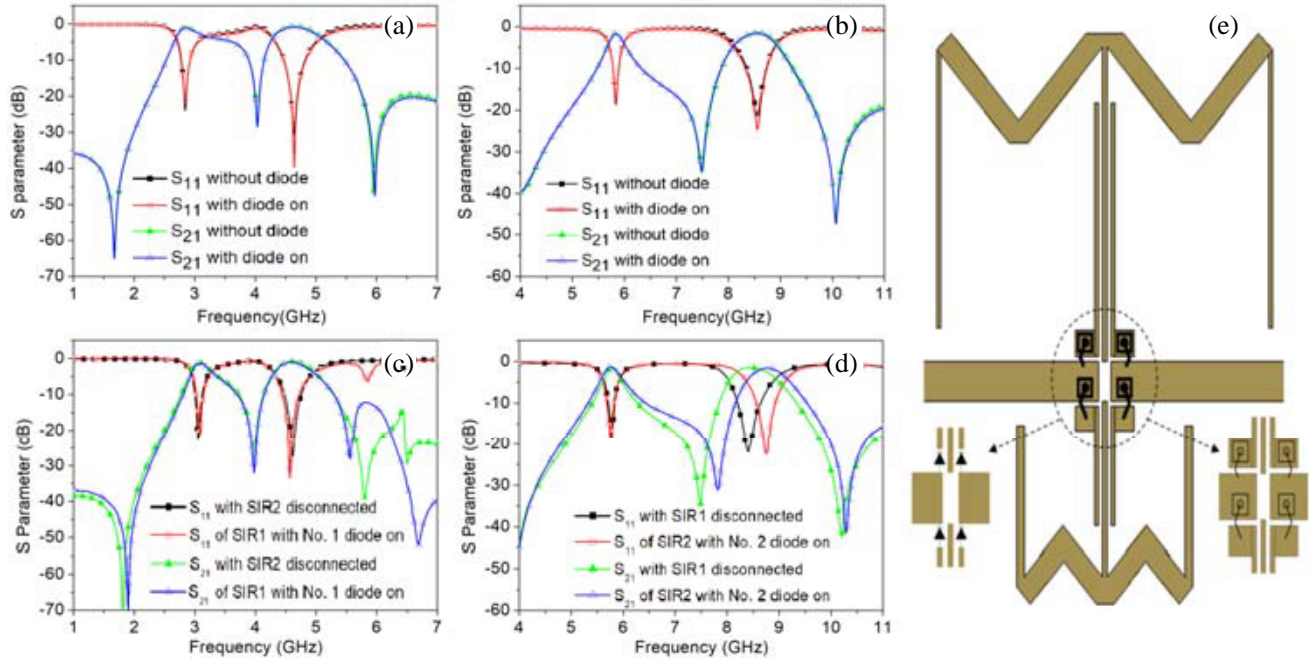 (a)
0
-10
-20
-30
-40
-50
-60
-70
S parameter (dB)
S11 without diode
S11 with diode on
S21 without diode
S21 with diode on
1 2 3 4 5 6 7
Frequency(GHz)
(b)
0
-10
-20
-30
-40
-50
-60
S parameter (dB)
S11 without diode
S11 with diode on
S21 without diode
S21 with diode on
4 5 6 7 8 9 10 11
Frequency(GHz)
(c)
0
-10
-20
-30
-40
-50
-60
-70
S Parameter (cB)
S11 with SIR2 disconnected
S11 of SIR1 with No. 1 diode on
S21 with SIR2 disconnected
S21 of SIR1 with No. 1 diode on
1 2 3 4 5 6 7
Frequency (GHz)
(d)
0
-10
-20
-30
-40
-50
-60
S Parameter (dB)
S11 with SIR1 disconnected
S11 of SIR2 with No. 2 diode on
S21 with SIR1 disconnected
S21 of SIR2 with No. 2 diode on
4 5 6 7 8 9 10 11
Frequency (GHz)
(e)